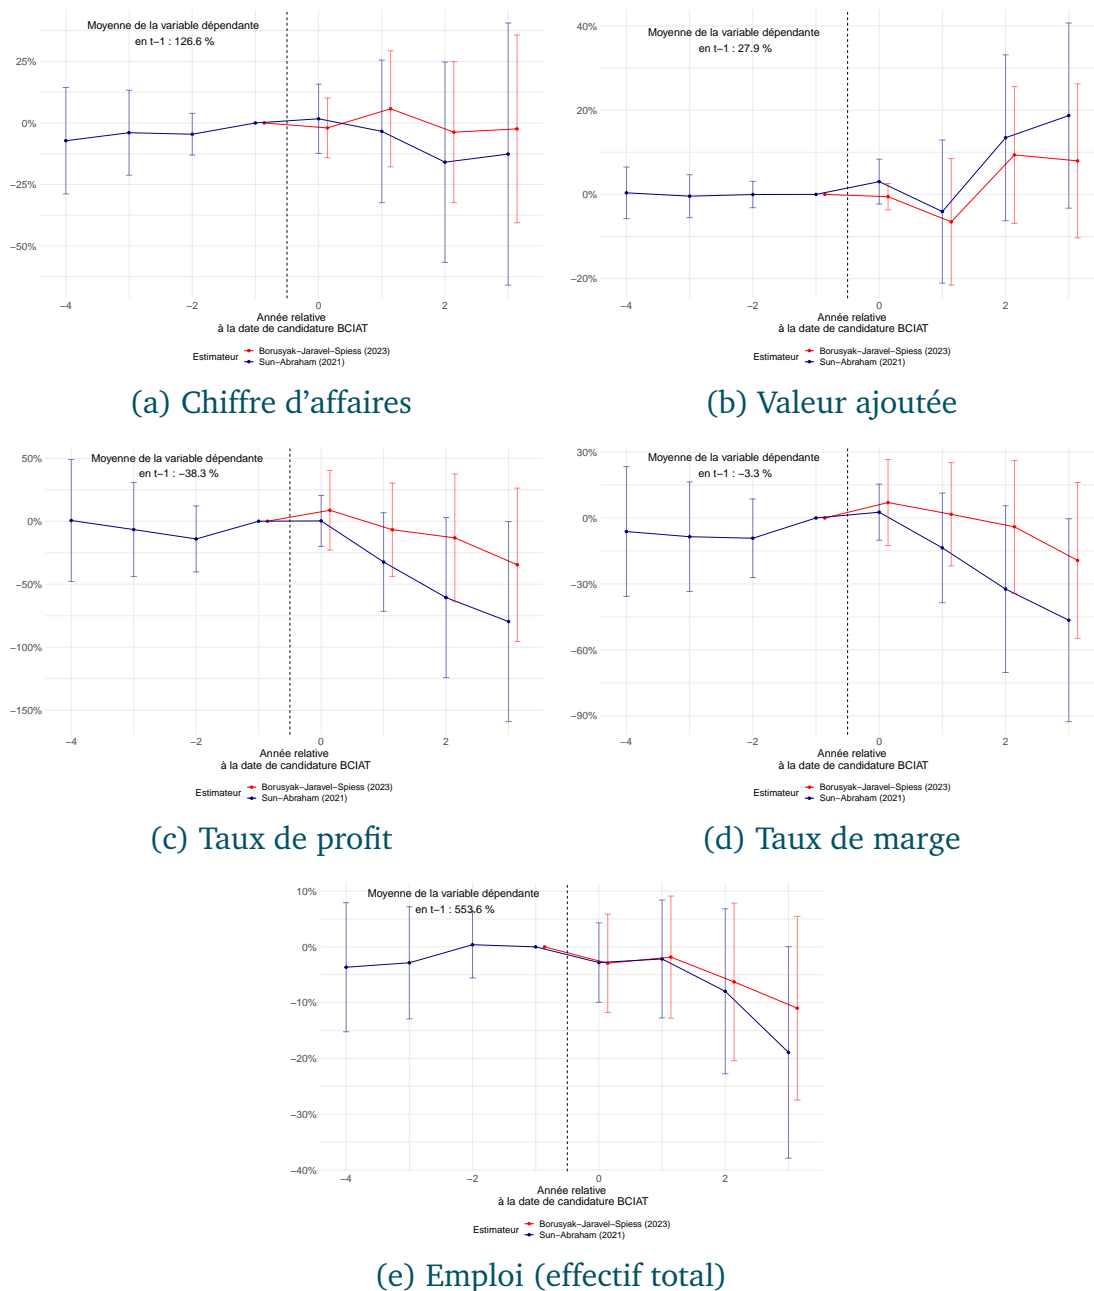 Moyenne de la variable dépendante
en t−1 : 126.6 %
25%
0%
−25%
−50%
−4
−2
0
2
Année relative
à la date de candidature BCIAT
Estimateur
Borusyak−Jaravel−Spiess (2023)
Sun−Abraham (2021)
(a) Chiffre d'affaires
Moyenne de la variable dépendante
en t−1 : 27.9 %
40%
20%
0%
−20%
−4
−2
0
2
Année relative
à la date de candidature BCIAT
Estimateur
Borusyak−Jaravel−Spiess (2023)
Sun−Abraham (2021)
(b) Valeur ajoutée
Moyenne de la variable dépendante
en t−1 : −38.3 %
50%
0%
−50%
−100%
−150%
−4
−2
0
2
Année relative
à la date de candidature BCIAT
Estimateur
Borusyak−Jaravel−Spiess (2023)
Sun−Abraham (2021)
(c) Taux de profit
Moyenne de la variable dépendante
en t−1 : −3.3 %
30%
0%
−30%
−60%
−90%
−4
−2
0
2
Année relative
à la date de candidature BCIAT
Estimateur
Borusyak−Jaravel−Spiess (2023)
Sun−Abraham (2021)
(d) Taux de marge
Moyenne de la variable dépendante
en t−1 : 553.6 %
10%
0%
−10%
−20%
−30%
−40%
−4
−2
0
2
Année relative
à la date de candidature BCIAT
Estimateur
Borusyak−Jaravel−Spiess (2023)
Sun−Abraham (2021)
(e) Emploi (effectif total)